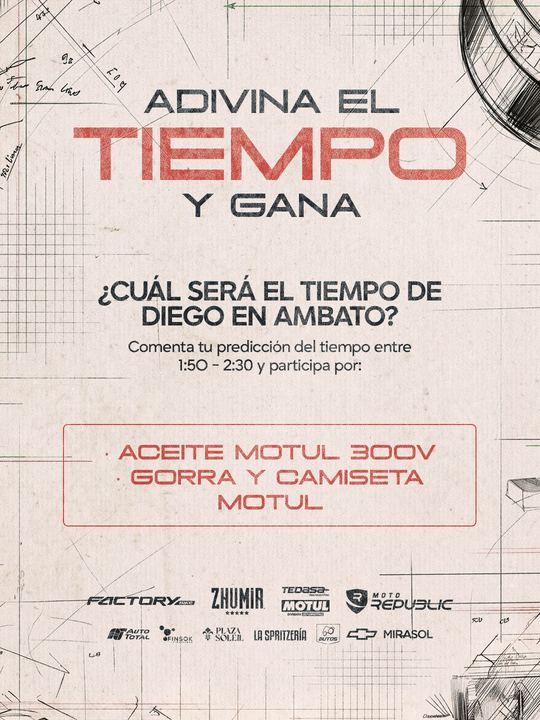 ADIVINA EL
TIEMPO
Y GANA
¿CUÁL SERÁ EL TIEMPO DE
DIEGO EN AMBATO?
Comenta tu predicción del tiempo entre
1:50 - 2:30 y participa por:
· ACEITE MOTUL 300V
· GORRA Y CAMISETA
MOTUL
FACTORY
ZHUMIR
TEDASA
MOTUL
MOTO
REPUBLIC
AUTO
TOTAL
FINSOK
PLAZA
SOLEIL
LA SPRITZERÍA
GO
AUTOS
MIRASOL